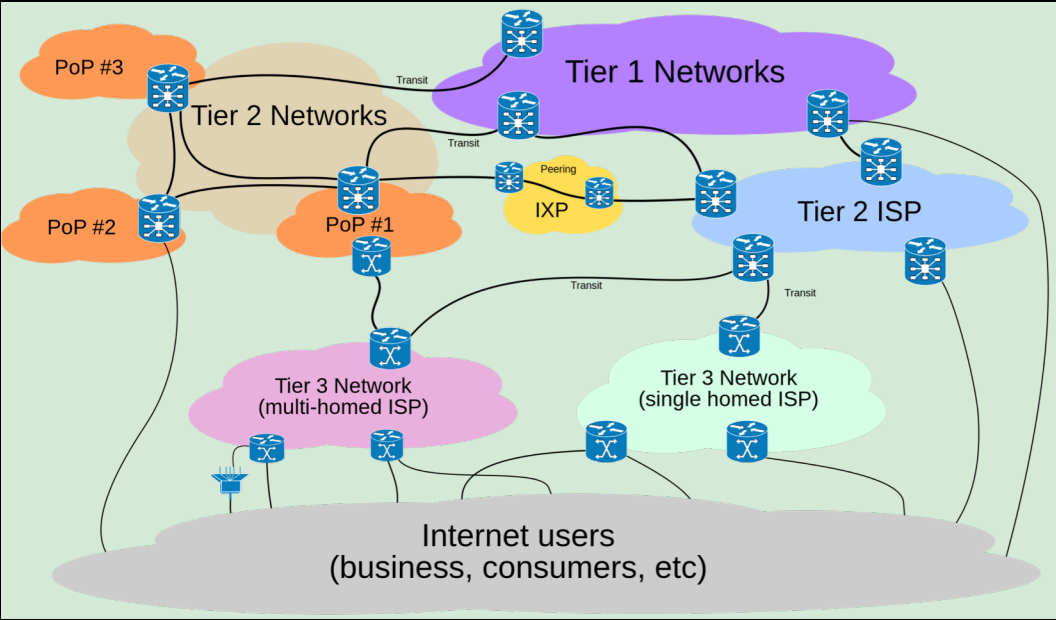 PoP #3
Tier 1 Networks
Transit
Tier 2 Networks
Transit
Peering
IXP
Tier 2 ISP
PoP #2
PoP #1
Transit
Transit
Tier 3 Network
(multi-homed ISP)
Tier 3 Network
(single homed ISP)
Internet users
(business, consumers, etc)